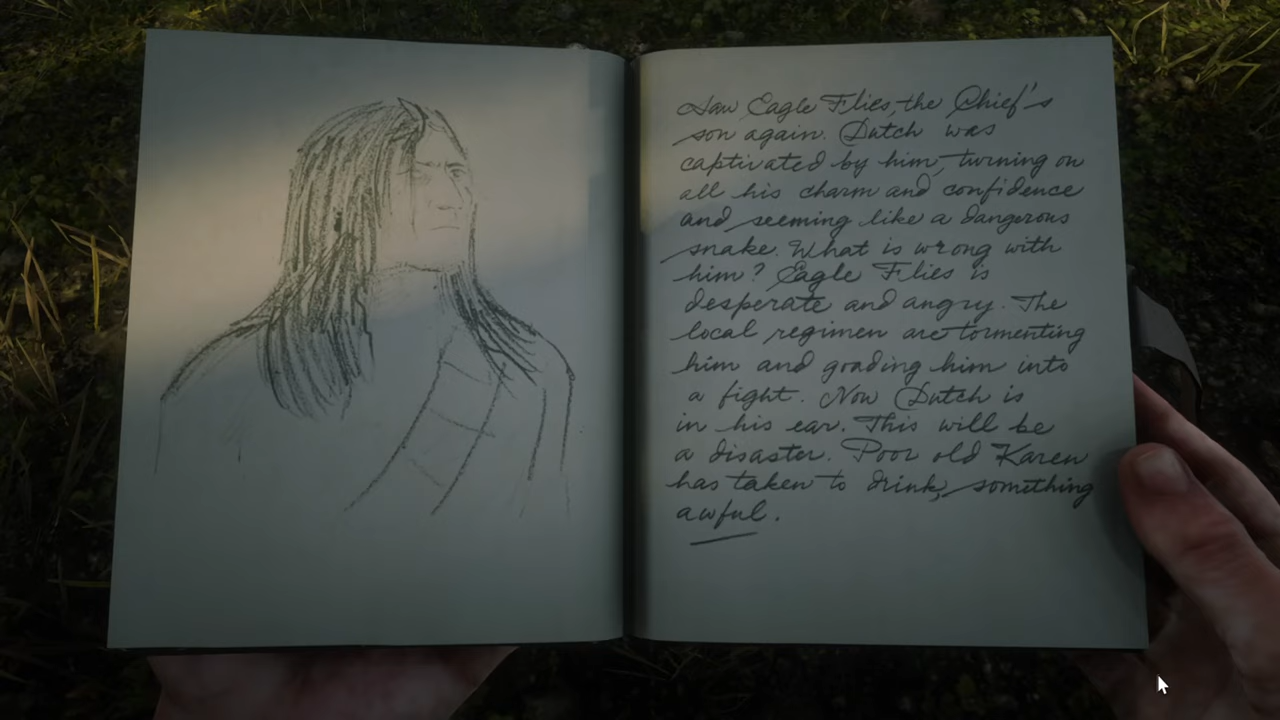 Saw Eagle Flies, the Chief's
son again. Dutch was
captivated by him, turning on
all his charm and confidence
and seeming like a dangerous
snake. What is wrong with
him? Eagle Flies is
desperate and angry. The
local regimen are tormenting
him and goading him into
a fight. Now Dutch is
in his ear. This will be
a disaster. Poor old Karen
has taken to drink, something
awful.